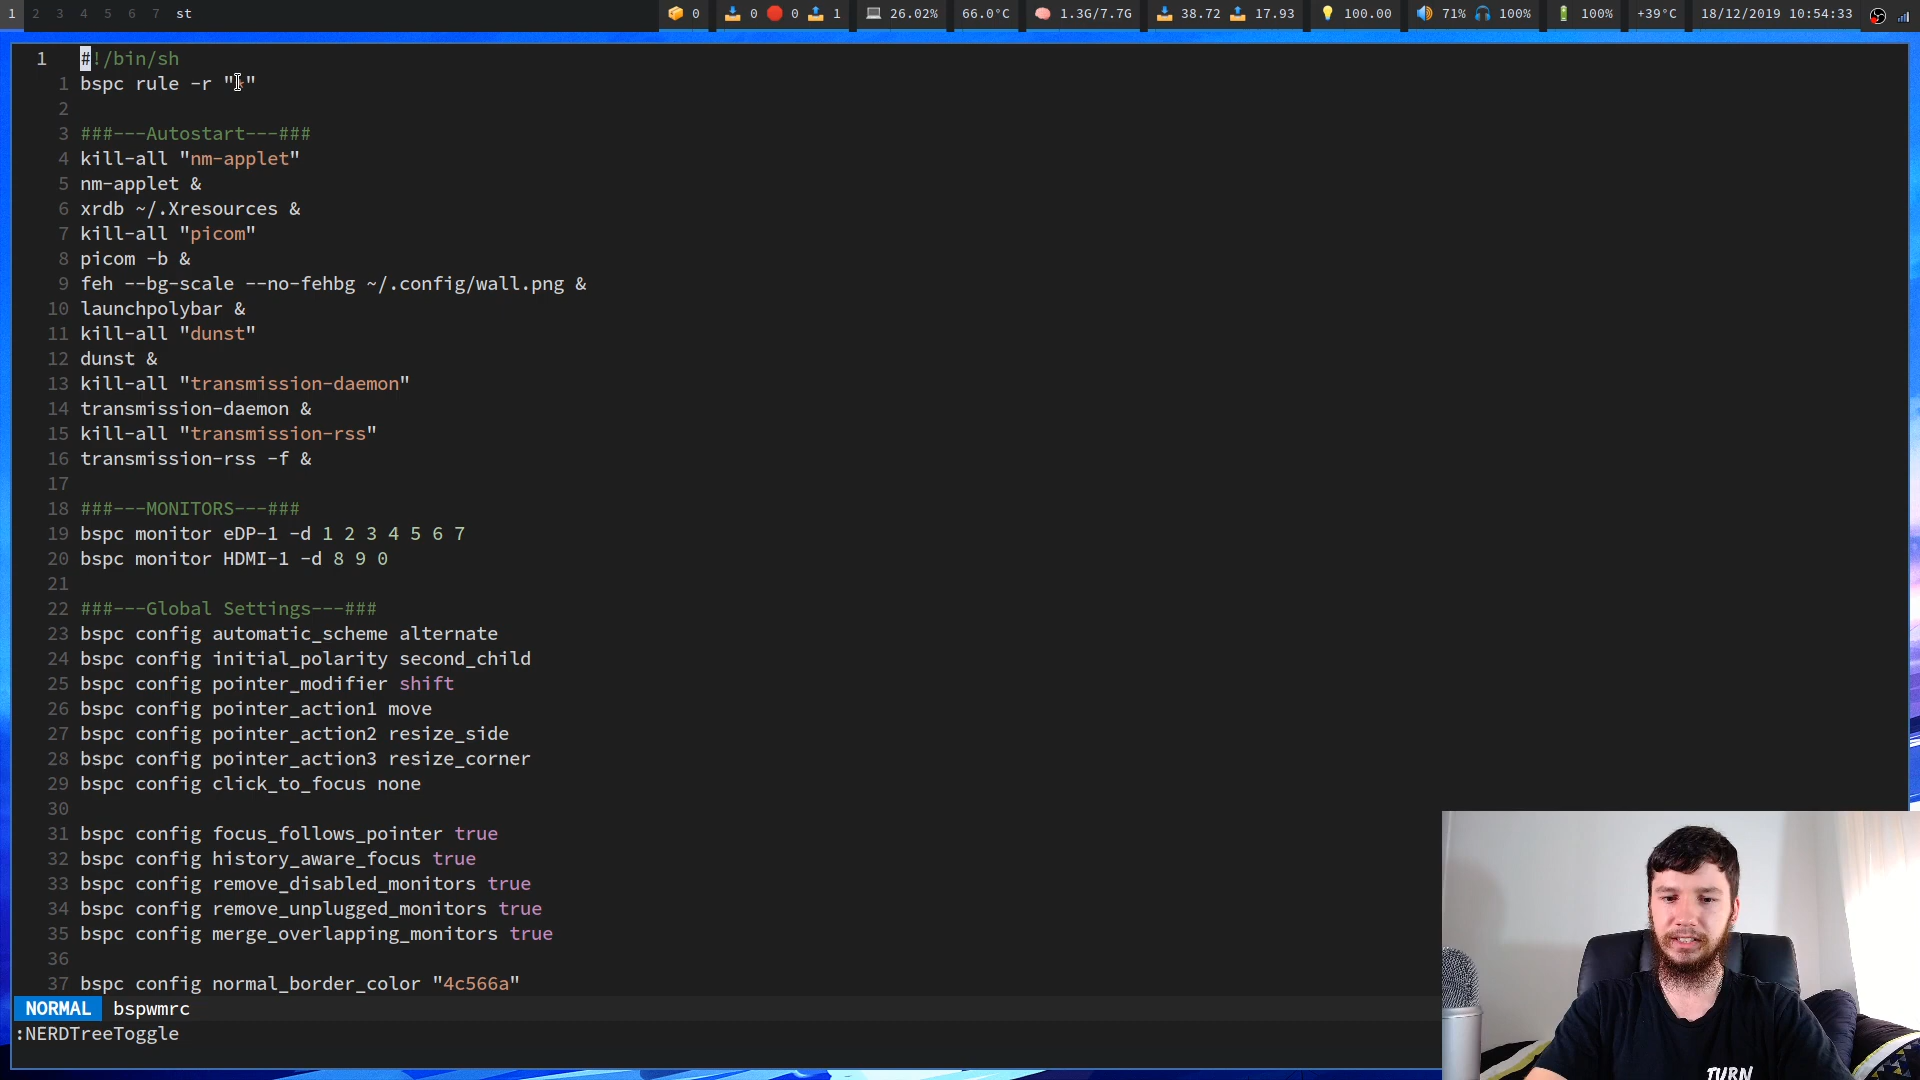 1 2 3 4 5 6 7 st 0 0 0 1 26.02% 66.0°C 1.3G/7.7G 38.72 17.93 100.00 71% 100% 100% +39°C 18/12/2019 10:54:33
1 #!/bin/sh
1 bspc rule -r "*"
2
3 ###---Autostart---###
4 kill-all "nm-applet"
5 nm-applet &
6 xrdb ~/.Xresources &
7 kill-all "picom"
8 picom -b &
9 feh --bg-scale --no-fehbg ~/.config/wall.png &
10 launchpolybar &
11 kill-all "dunst"
12 dunst &
13 kill-all "transmission-daemon"
14 transmission-daemon &
15 kill-all "transmission-rss"
16 transmission-rss -f &
17
18 ###---MONITORS---###
19 bspc monitor eDP-1 -d 1 2 3 4 5 6 7
20 bspc monitor HDMI-1 -d 8 9 0
21
22 ###---Global Settings---###
23 bspc config automatic_scheme alternate
24 bspc config initial_polarity second_child
25 bspc config pointer_modifier shift
26 bspc config pointer_action1 move
27 bspc config pointer_action2 resize_side
28 bspc config pointer_action3 resize_corner
29 bspc config click_to_focus none
30
31 bspc config focus_follows_pointer true
32 bspc config history_aware_focus true
33 bspc config remove_disabled_monitors true
34 bspc config remove_unplugged_monitors true
35 bspc config merge_overlapping_monitors true
36
37 bspc config normal_border_color "4c566a"
NORMAL bspwmrc
:NERDTreeToggle
TURN